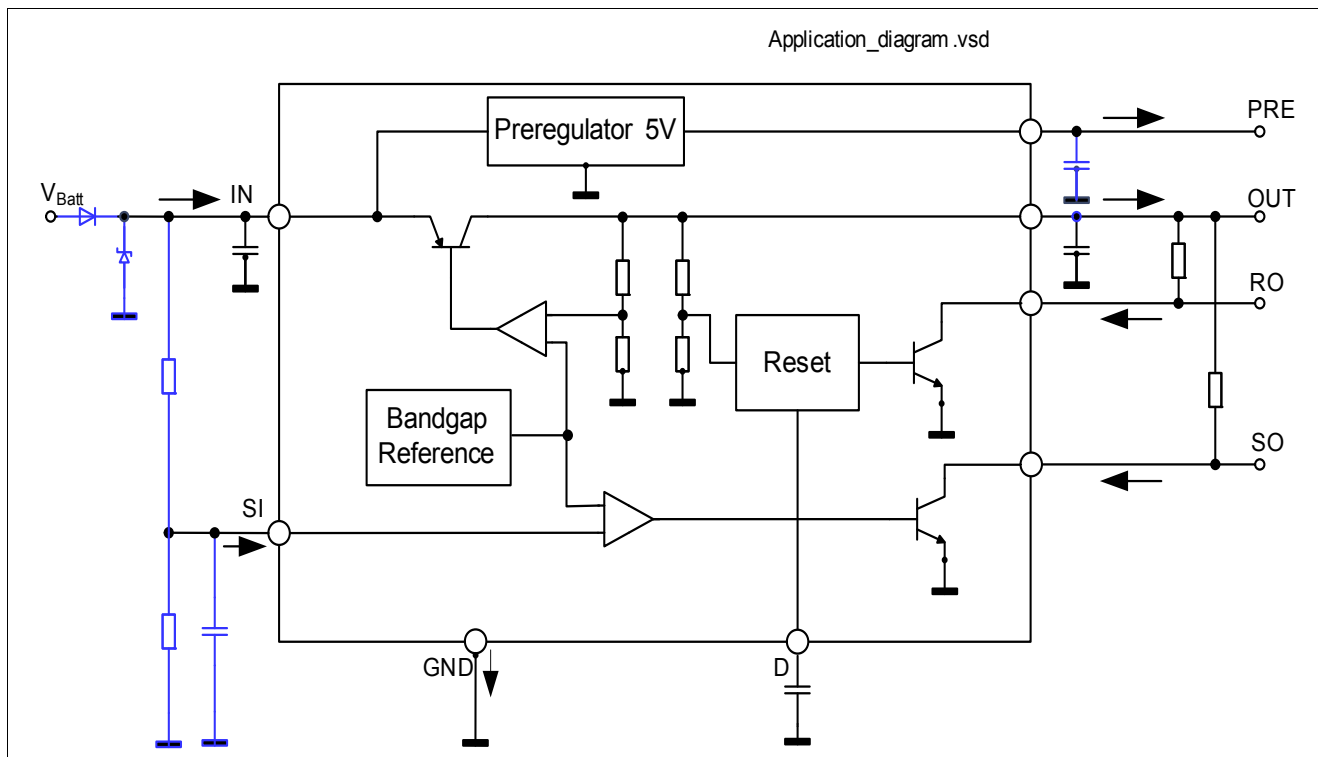 Application_diagram.vsd
Preregulator 5V
PRE
VBatt
IN
OUT
RO
Reset
Bandgap
Reference
SO
SI
GND
D